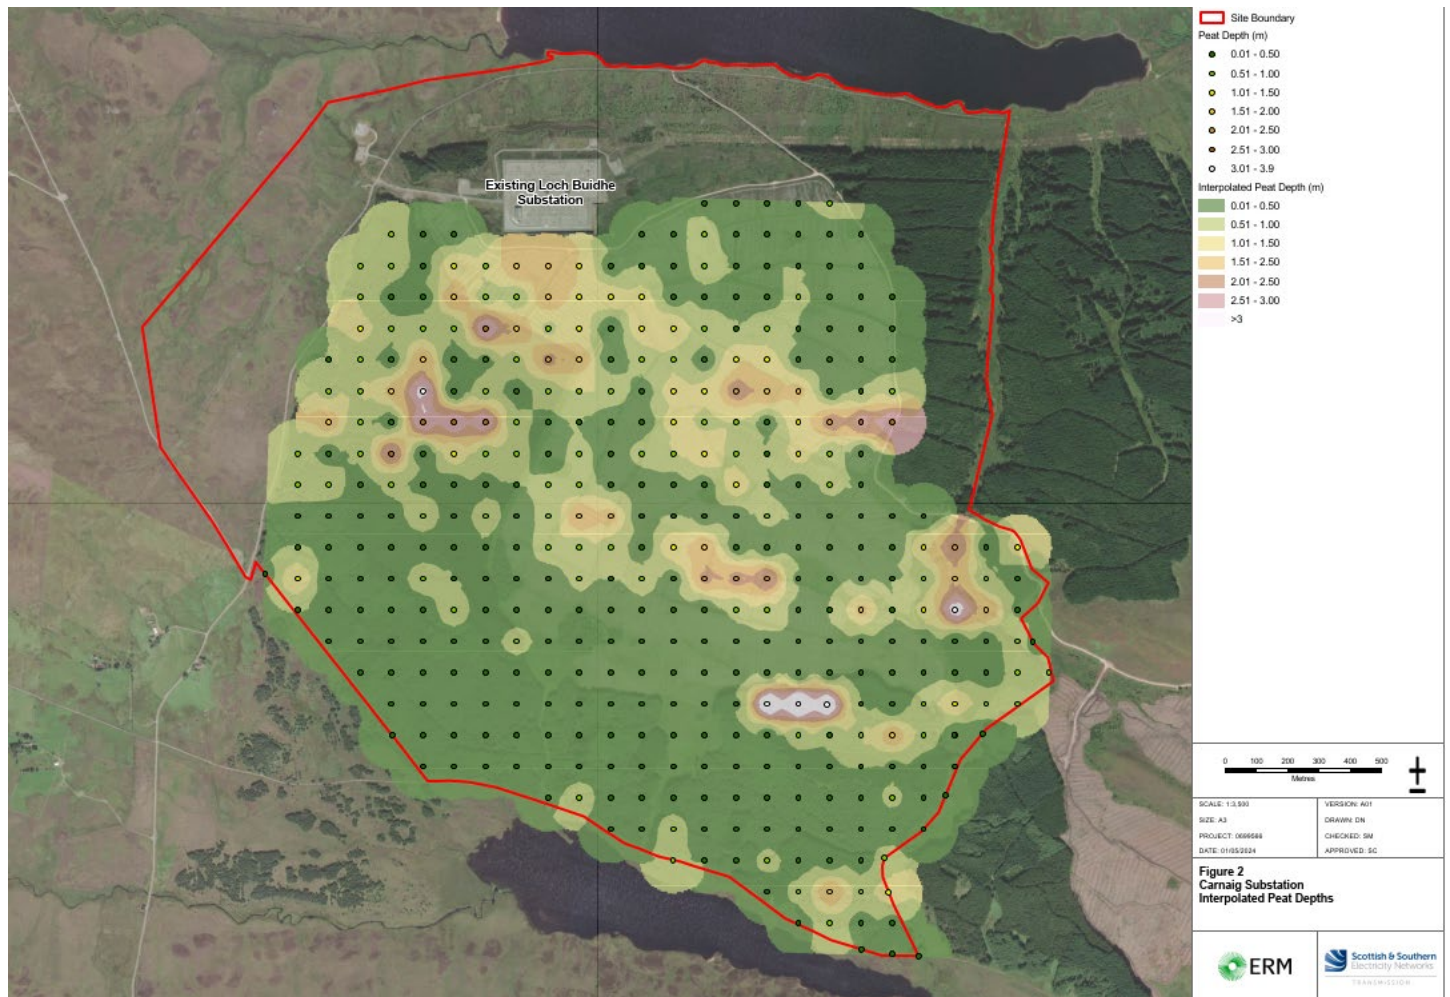 Existing Loch Buidhe
Substation
Site Boundary
Peat Depth (m)
0.01 - 0.50
0.51 - 1.00
1.01 - 1.50
1.51 - 2.00
2.01 - 2.50
2.51 - 3.00
3.01 - 3.9
Interpolated Peat Depth (m)
0.01 - 0.50
0.51 - 1.00
1.01 - 1.50
1.51 - 2.50
2.01 - 2.50
2.51 - 3.00
>3
0 100 200 300 400 500
Metres
SCALE: 1:3,500
VERSION: A01
SIZE: A3
DRAWN: DN
PROJECT: 0699566
CHECKED: SM
DATE: 01/05/2024
APPROVED: SC
Figure 2
Carnaig Substation
Interpolated Peat Depths
ERM
Scottish & Southern
Electricity Networks
TRANSMISSION